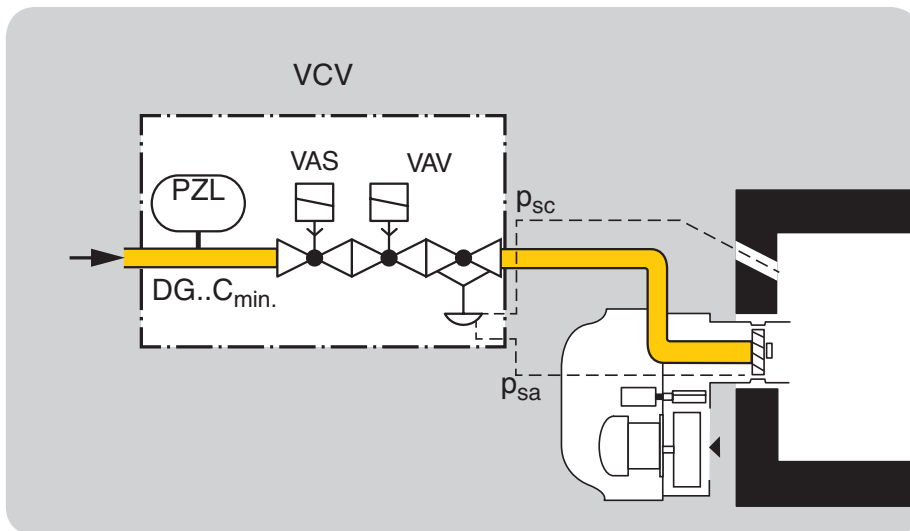 VCV
VAS VAV
PZL
psc
DG..Cmin.
psa